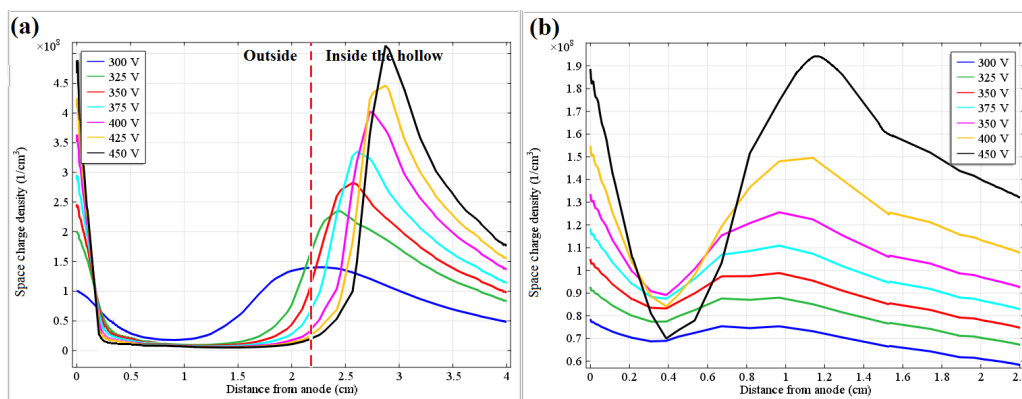 (a)
×10⁸
Outside
Inside the hollow
300 V
325 V
350 V
375 V
400 V
425 V
450 V
Space charge density (1/cm³)
4.5
4
3.5
3
2.5
2
1.5
1
0.5
0
0 0.5 1 1.5 2 2.5 3 3.5 4
Distance from anode (cm)
(b)
×10⁸
300 V
325 V
350 V
375 V
350 V
400 V
450 V
Space charge density (1/cm³)
1.9
1.8
1.7
1.6
1.5
1.4
1.3
1.2
1.1
1
0.9
0.8
0.7
0.6
0 0.2 0.4 0.6 0.8 1 1.2 1.4 1.6 1.8 2 2.2
Distance from anode (cm)